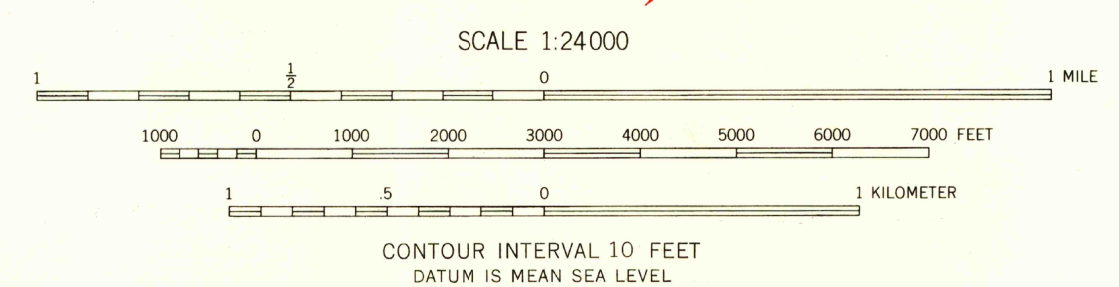 SCALE 1:24000
1 1/2 0 1 MILE
1000 0 1000 2000 3000 4000 5000 6000 7000 FEET
1 .5 0 1 KILOMETER
CONTOUR INTERVAL 10 FEET
DATUM IS MEAN SEA LEVEL